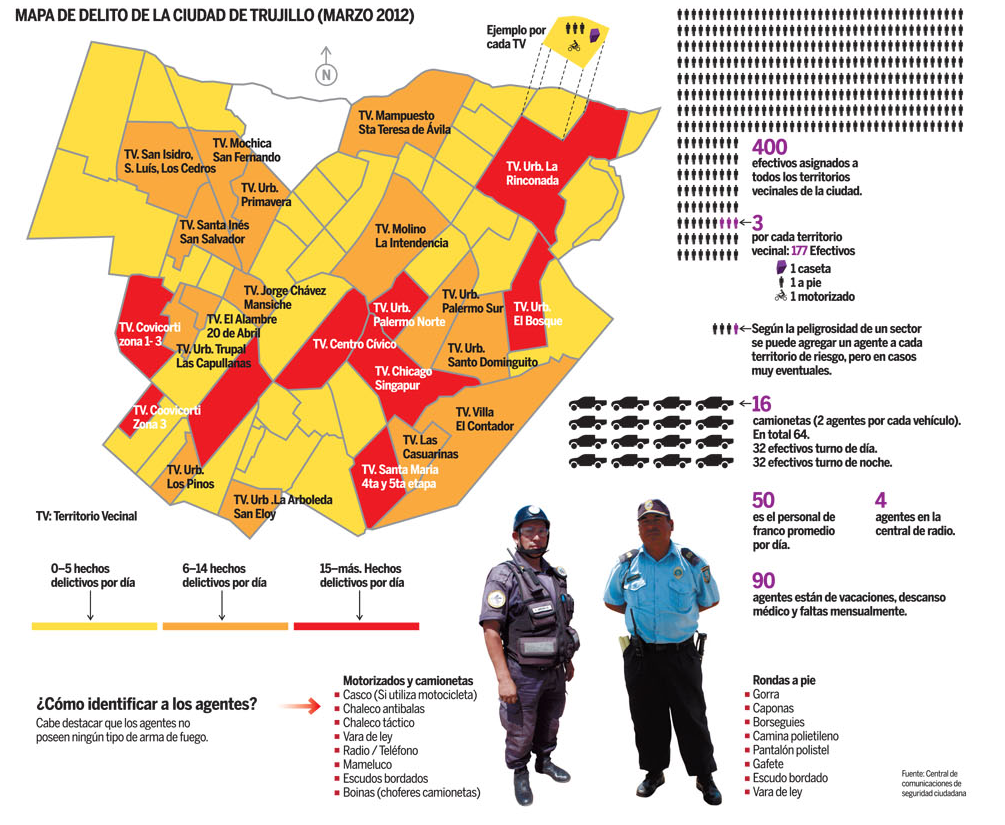 MAPA DE DELITO DE LA CIUDAD DE TRUJILLO (MARZO 2012)
Ejemplo por
cada TV
N
TV. Mampuesto
Sta Teresa de Ávila
TV. Mochica
San Fernando
TV. San Isidro,
S. Luís, Los Cedros
TV. Urb. La
Rinconada
TV. Urb.
Primavera
TV. Santa Inés
San Salvador
TV. Molino
La Intendencia
TV. Jorge Chávez
Mansiche
TV. Urb.
Palermo Sur
TV. Urb.
Palermo Norte
TV. Urb.
El Bosque
TV. El Alambre
20 de Abril
TV. Covicorti
zona 1- 3
TV. Centro Cívico
TV. Urb. Trupal
Las Capullanas
TV. Urb.
Santo Dominguito
TV. Chicago
Singapur
TV. Coovicorti
Zona 3
TV. Villa
El Contador
TV. Las
Casuarinas
TV. Urb.
Los Pinos
TV. Santa María
4ta y 5ta etapa
TV. Urb .La Arboleda
San Eloy
TV: Territorio Vecinal
0–5 hechos
delictivos por día
6–14 hechos
delictivos por día
15–más. Hechos
delictivos por día
400
efectivos asignados a
todos los territorios
vecinales de la ciudad.
3
por cada territorio
vecinal: 177 Efectivos
1 caseta
1 a pie
1 motorizado
Según la peligrosidad de un sector
se puede agregar un agente a cada
territorio de riesgo, pero en casos
muy eventuales.
16
camionetas (2 agentes por cada vehículo).
En total 64.
32 efectivos turno de día.
32 efectivos turno de noche.
50
es el personal de
franco promedio
por día.
4
agentes en la
central de radio.
90
agentes están de vacaciones, descanso
médico y faltas mensualmente.
¿Cómo identificar a los agentes?
Cabe destacar que los agentes no
poseen ningún tipo de arma de fuego.
Motorizados y camionetas
Casco (Si utiliza motocicleta)
Chaleco antibalas
Chaleco táctico
Vara de ley
Radio / Teléfono
Mameluco
Escudos bordados
Boinas (choferes camionetas)
Rondas a pie
Gorra
Caponas
Borseguies
Camina polietileno
Pantalón polistel
Gafete
Escudo bordado
Vara de ley
Fuente: Central de
comunicaciones de
seguridad ciudadana